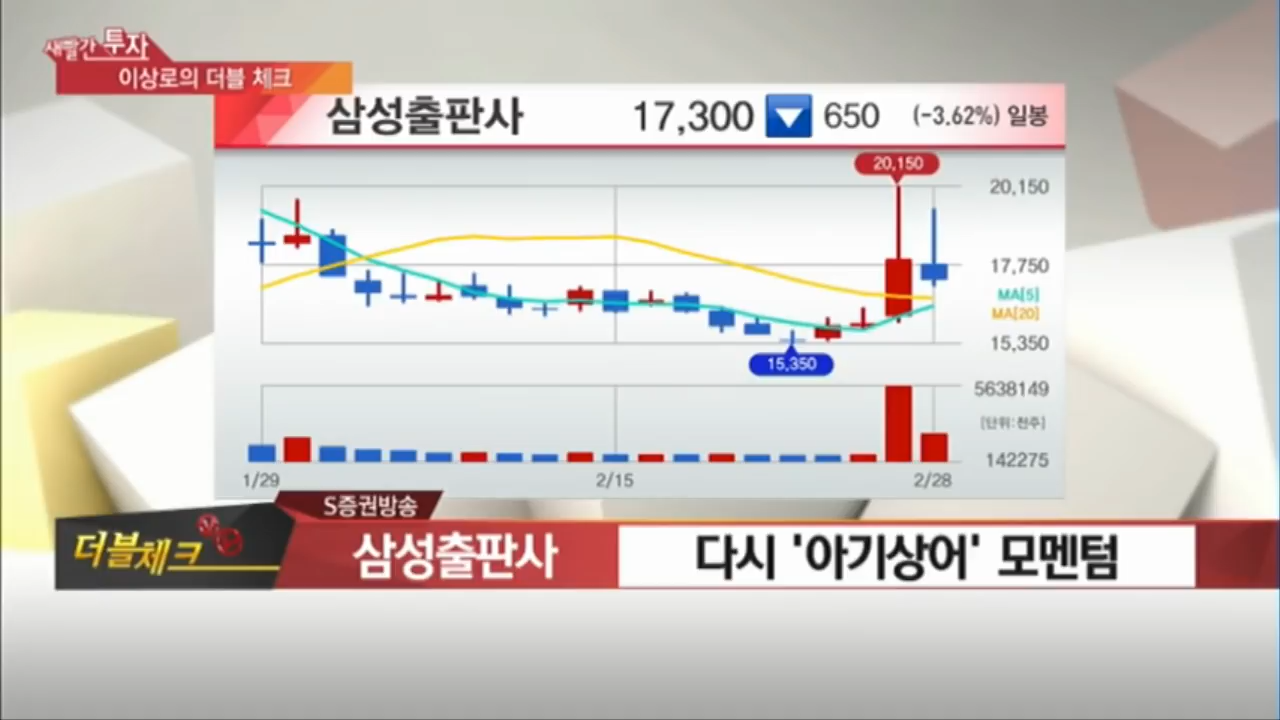 새빨간 투자
이상로의 더블 체크
삼성출판사 17,300 ▼ 650 (-3.62%) 일봉
20,150
20,150
17,750
MA[5]
MA[20]
15,350
15,350
5638149
[단위:천주]
142275
1/29 2/15 2/28
S증권방송
더블체크
삼성출판사 다시 '아기상어' 모멘텀